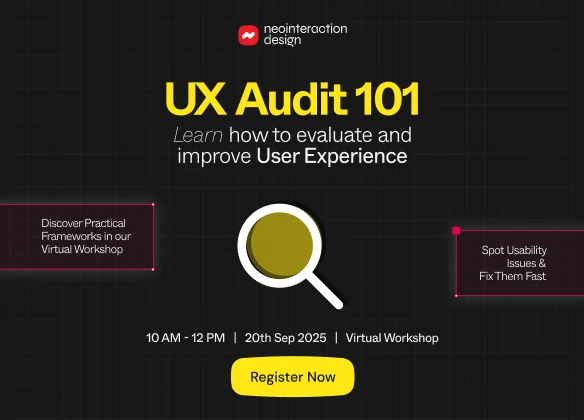 neointeraction
design
UX Audit 101
Learn how to evaluate and
improve User Experience
Discover Practical
Frameworks in our
Virtual Workshop
Spot Usability
Issues &
Fix Them Fast
10 AM - 12 PM | 20th Sep 2025 | Virtual Workshop
Register Now